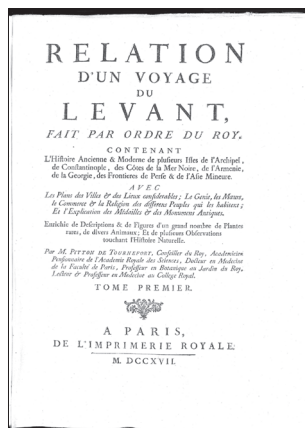 RELATION
D'UN VOYAGE
DU
LEVANT,
FAIT PAR ORDRE DU ROY.
CONTENANT
L'Histoire Ancienne & Moderne de plusieurs Isles de l'Archipel,
de Constantinople, des Côtes de la Mer Noire, de l'Armenie,
de la Georgie, des Frontieres de Perse & de l'Asie Mineure.
AVEC
Les Plans des Villes & des Lieux considerables; Le Genie, les Mœurs,
le Commerce & la Religion des differens Peuples qui les habitent;
Et l'Explication des Médailles & des Monumens Antiques.
Enrichie de Descriptions & de Figures d'un grand nombre de Plantes
rares, de divers Animaux; Et de plusieurs Observations
touchant l'Histoire Naturelle.
Par M. PITTON DE TOURNEFORT, Conseiller du Roy, Academicien
Pensionnaire de l'Academie Royale des Sciences, Docteur en Medecine
de la Faculté de Paris, Professeur en Botanique au Jardin du Roy,
Lecteur & Professeur en Medecine au College Royal.
TOME PREMIER.
A PARIS,
DE L'IMPRIMERIE ROYALE.
M. DCCXVII.